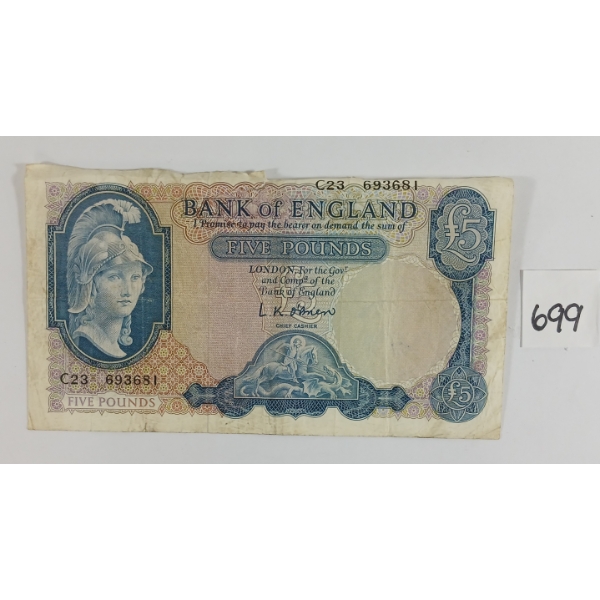 C23 693681
BANK of ENGLAND
£5
I Promise to pay the bearer on demand the sum of
FIVE POUNDS
LONDON, For the Govr
and Compa of the
Bank of England
£5
L. K. O'Brien
CHIEF CASHIER
C23 693681
FIVE POUNDS
£5
699